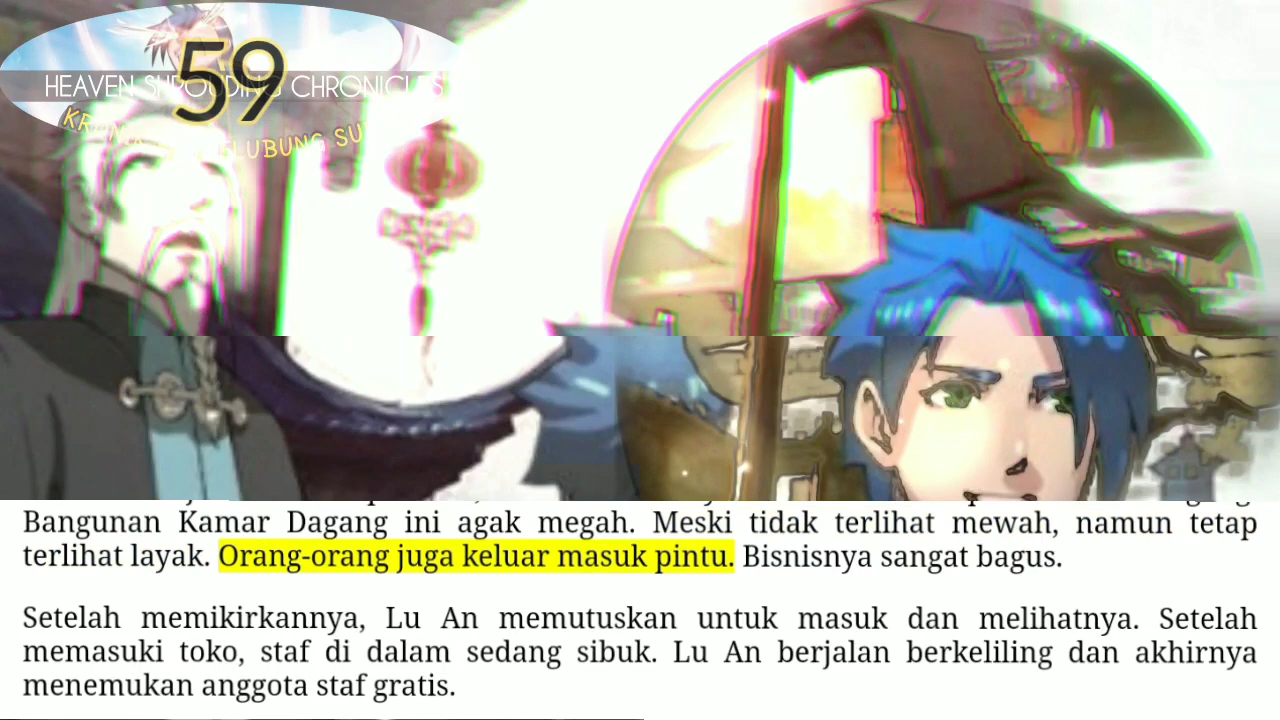 59
HEAVEN SHROUDING CHRONICLES
Bangunan Kamar Dagang ini agak megah. Meski tidak terlihat mewah, namun tetap
terlihat layak. Orang-orang juga keluar masuk pintu. Bisnisnya sangat bagus.
Setelah memikirkannya, Lu An memutuskan untuk masuk dan melihatnya. Setelah
memasuki toko, staf di dalam sedang sibuk. Lu An berjalan berkeliling dan akhirnya
menemukan anggota staf gratis.